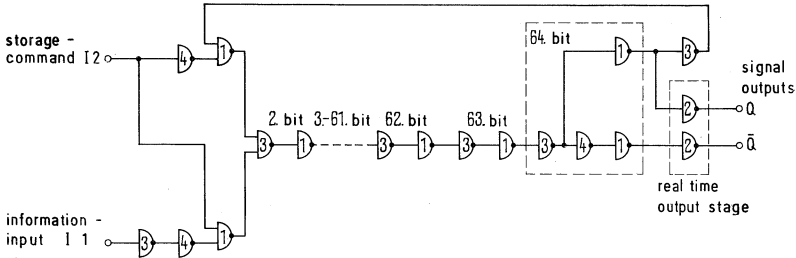 64. bit
storage -
command I2
4
1
1
3
signal
outputs
2. bit
3.-61. bit
62. bit
63. bit
2
Q
3
1
3
1
3
1
3
4
1
2
Q̄
real time
output stage
information -
input I 1
3
4
1